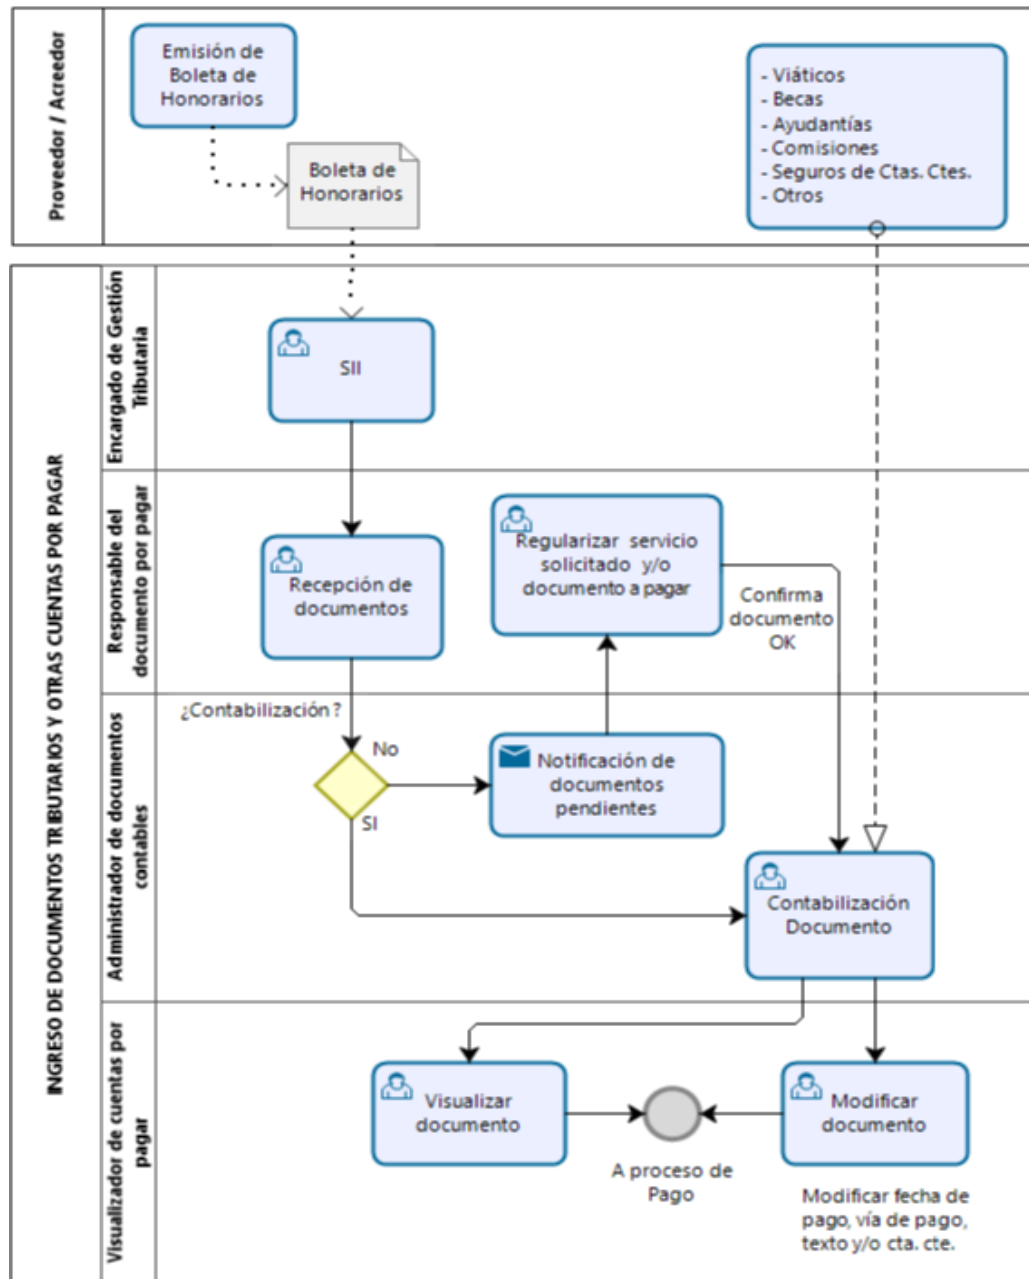 Proveedor / Acreedor
Emisión de
Boleta de
Honorarios
Boleta de
Honorarios
- Viáticos
- Becas
- Ayudantías
- Comisiones
- Seguros de Ctas. Ctes.
- Otros
INGRESO DE DOCUMENTOS TRIBUTARIOS Y OTRAS CUENTAS POR PAGAR
Encargado de Gestión
Tributaria
SII
Responsable del
documento por pagar
Recepción de
documentos
Regularizar servicio
solicitado y/o
documento a pagar
Confirma
documento
OK
Administrador de documentos
contables
¿Contabilización?
No
SI
Notificación de
documentos
pendientes
Contabilización
Documento
Visualizador de cuentas por
pagar
Visualizar
documento
A proceso de
Pago
Modificar
documento
Modificar fecha de
pago, vía de pago,
texto y/o cta. cte.